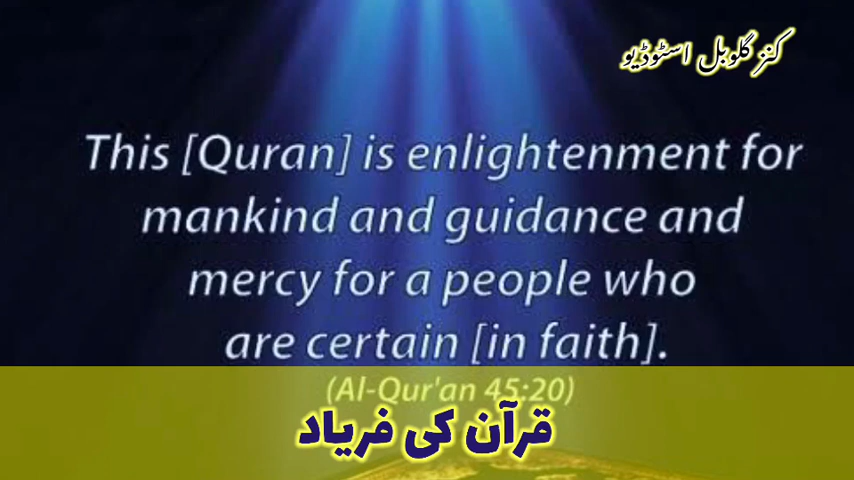 کنز گلوبل اسٹوڈیو
This [Quran] is enlightenment for
mankind and guidance and
mercy for a people who
are certain [in faith].
(Al-Qur'an 45:20)
قرآن کی فریاد